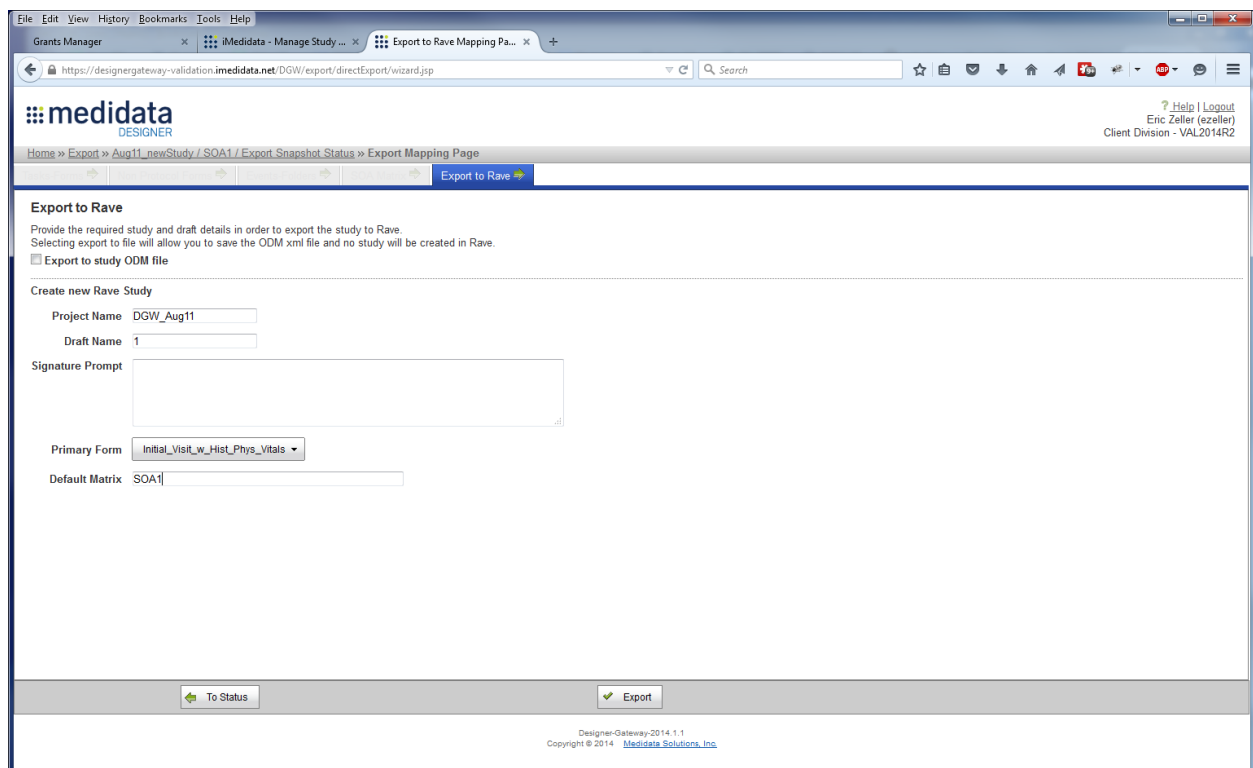 File Edit View History Bookmarks Tools Help
Grants Manager × iMedidata - Manage Study ... × Export to Rave Mapping Pa... × +
https://designergateway-validation.imedidata.net/DGW/export/directExport/wizard.jsp Search ABP
medidata
DESIGNER
? Help | Logout
Eric Zeller (ezeller)
Client Division - VAL2014R2
Home » Export » Aug11_newStudy / SOA1 / Export Snapshot Status » Export Mapping Page
Export to Rave
Export to Rave
Provide the required study and draft details in order to export the study to Rave.
Selecting export to file will allow you to save the ODM xml file and no study will be created in Rave.
Export to study ODM file
Create new Rave Study
Project Name DGW_Aug11
Draft Name 1
Signature Prompt
Primary Form Initial_Visit_w_Hist_Phys_Vitals
Default Matrix SOA1
To Status Export
Designer-Gateway-2014.1.1
Copyright © 2014 Medidata Solutions, Inc.